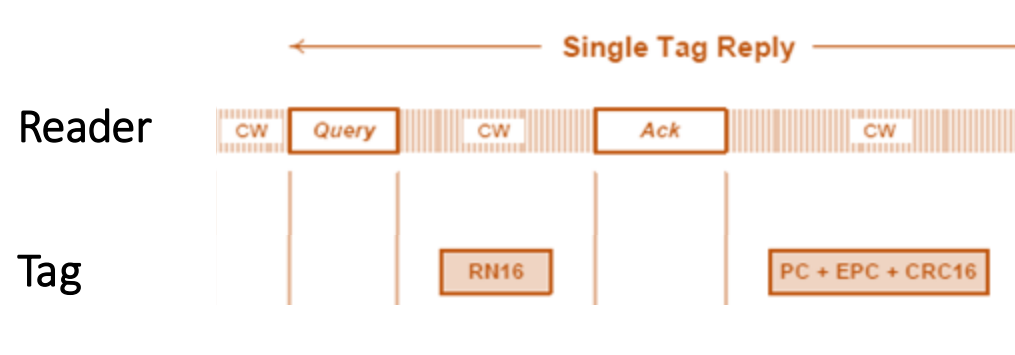 Single Tag Reply
Reader CW Query CW Ack CW
Tag RN16 PC + EPC + CRC16